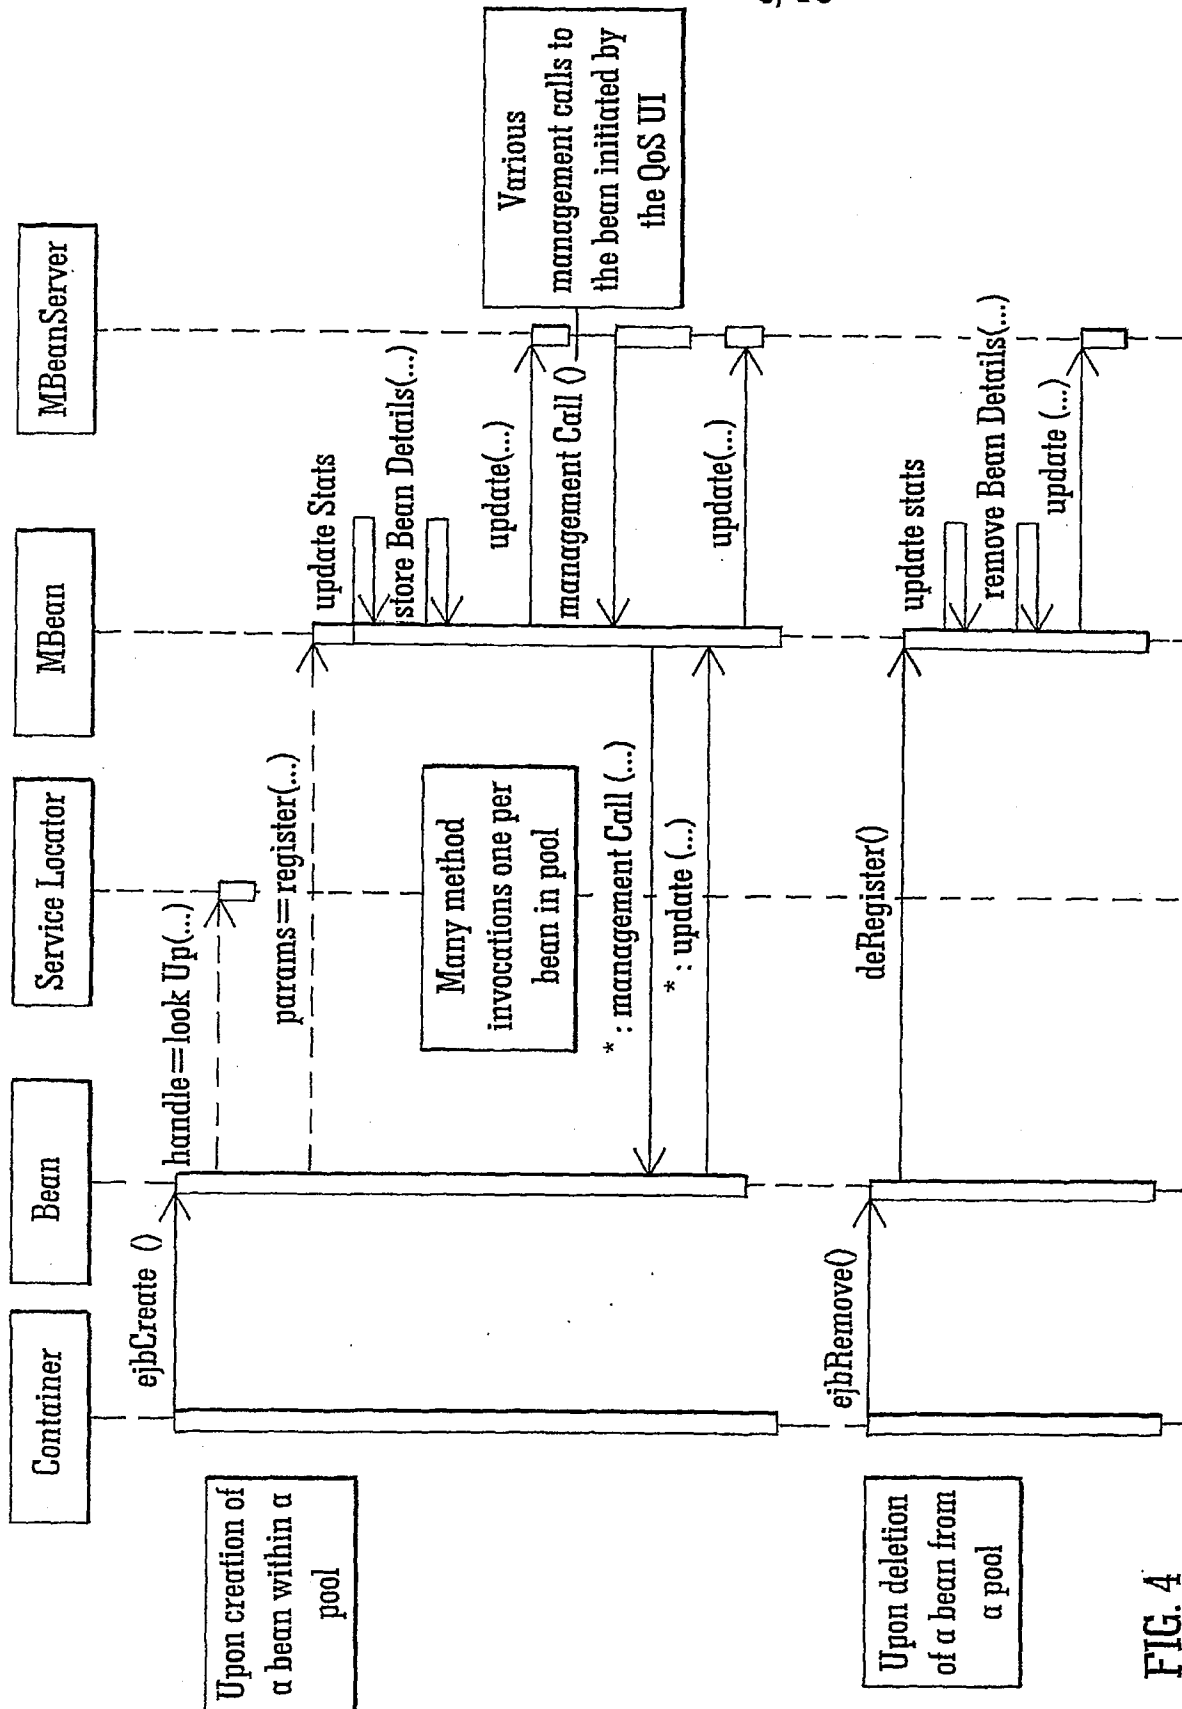 Container
Bean
Service Locator
MBean
MBeanServer
Upon creation of
a bean within a
pool
ejbCreate ()
handle=look Up(...)
params=register(...)
update Stats
store Bean Details(...)
update(...)
management Call ()
Various
management calls to
the bean initiated by
the QoS UI
Many method
invocations one per
bean in pool
* : management Call (...)
* : update (...)
update(...)
Upon deletion
of a bean from
a pool
ejbRemove()
deRegister()
update stats
remove Bean Details(...)
update (...)
FIG. 4